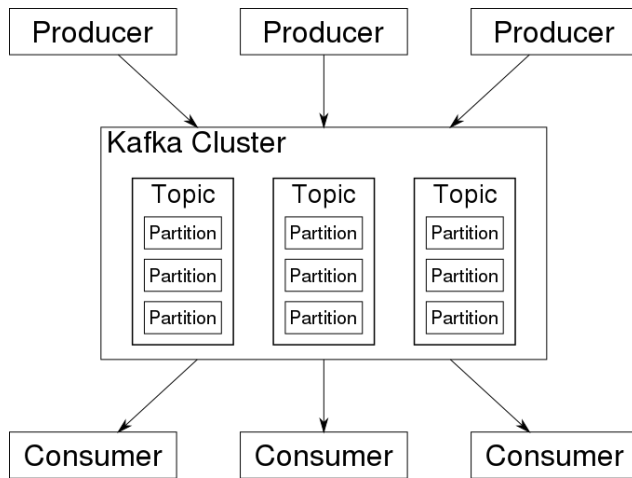 Producer
Producer
Producer
Kafka Cluster
Topic
Partition
Partition
Partition
Topic
Partition
Partition
Partition
Topic
Partition
Partition
Partition
Consumer
Consumer
Consumer